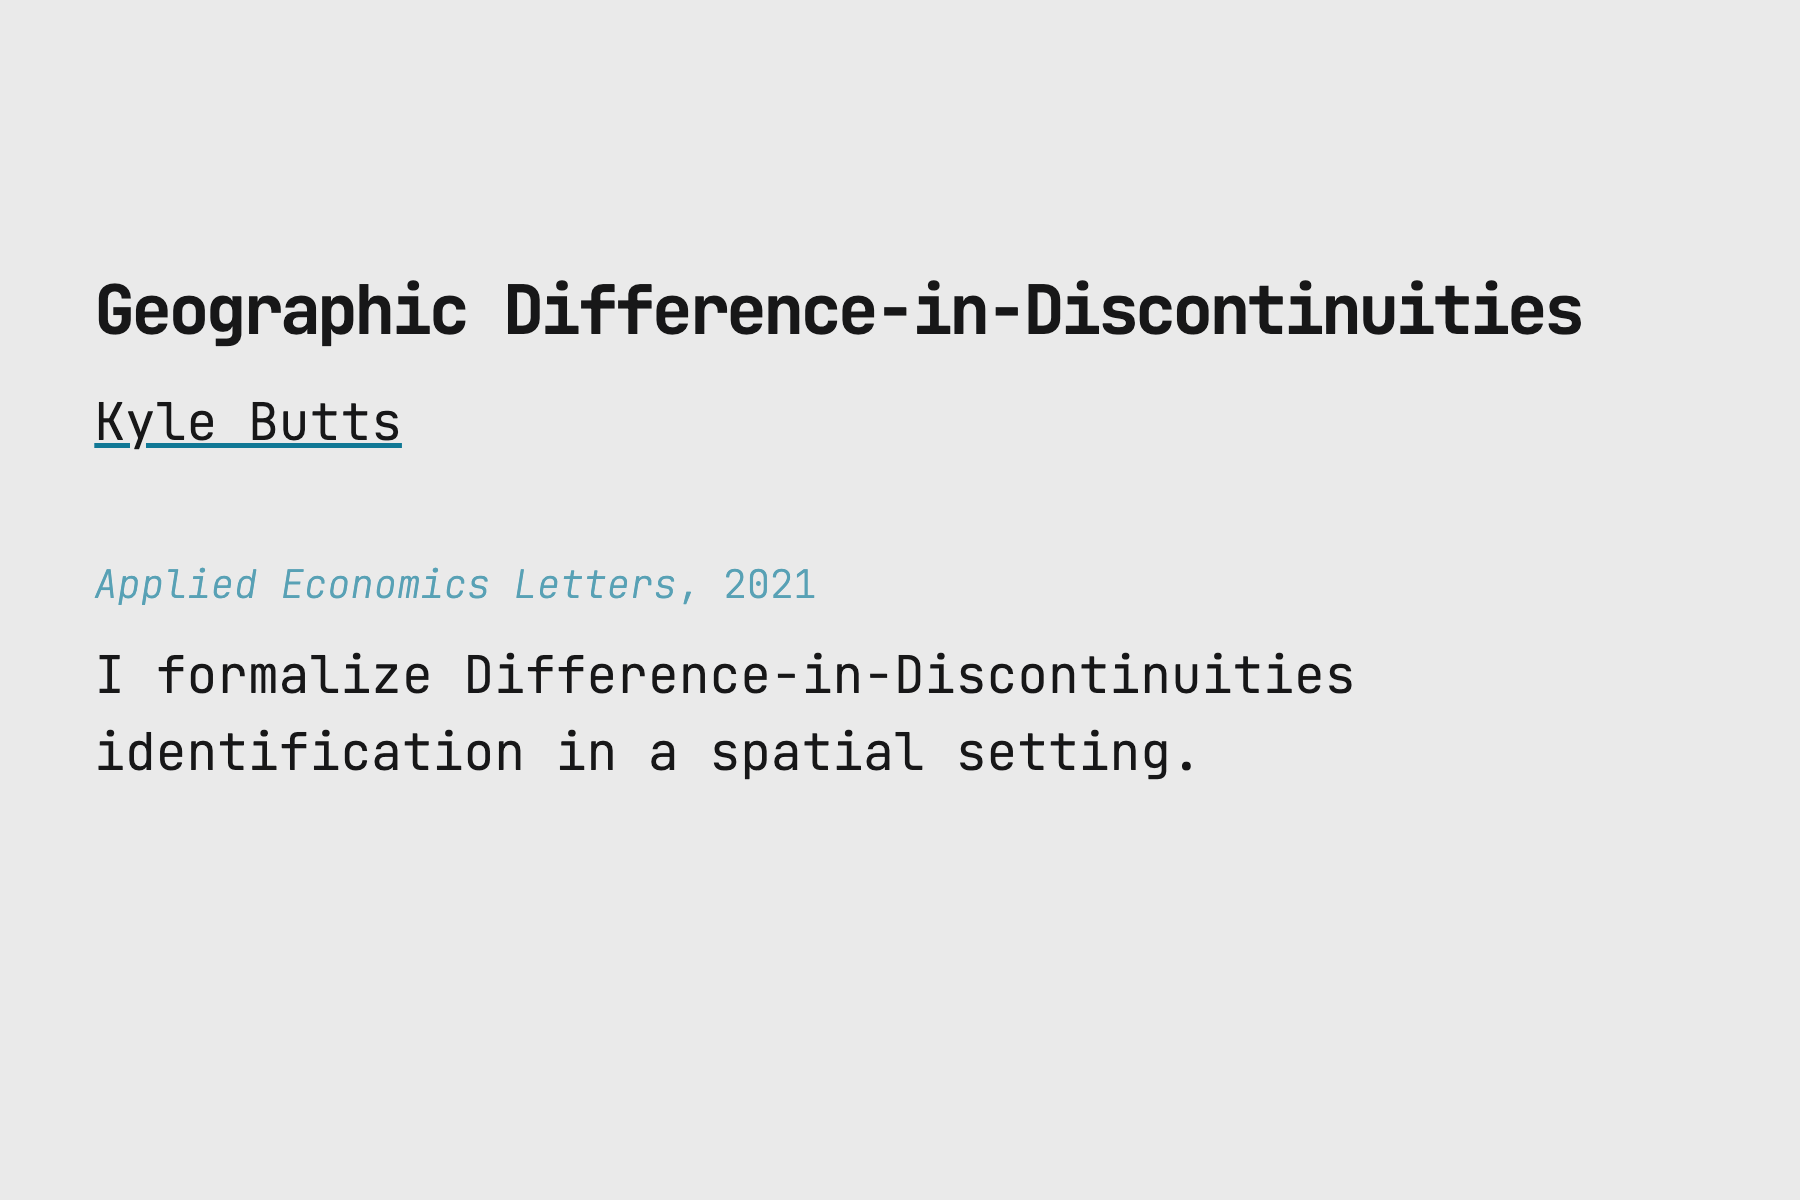 Geographic Difference-in-Discontinuities
Kyle Butts
Applied Economics Letters, 2021
I formalize Difference-in-Discontinuities
identification in a spatial setting.